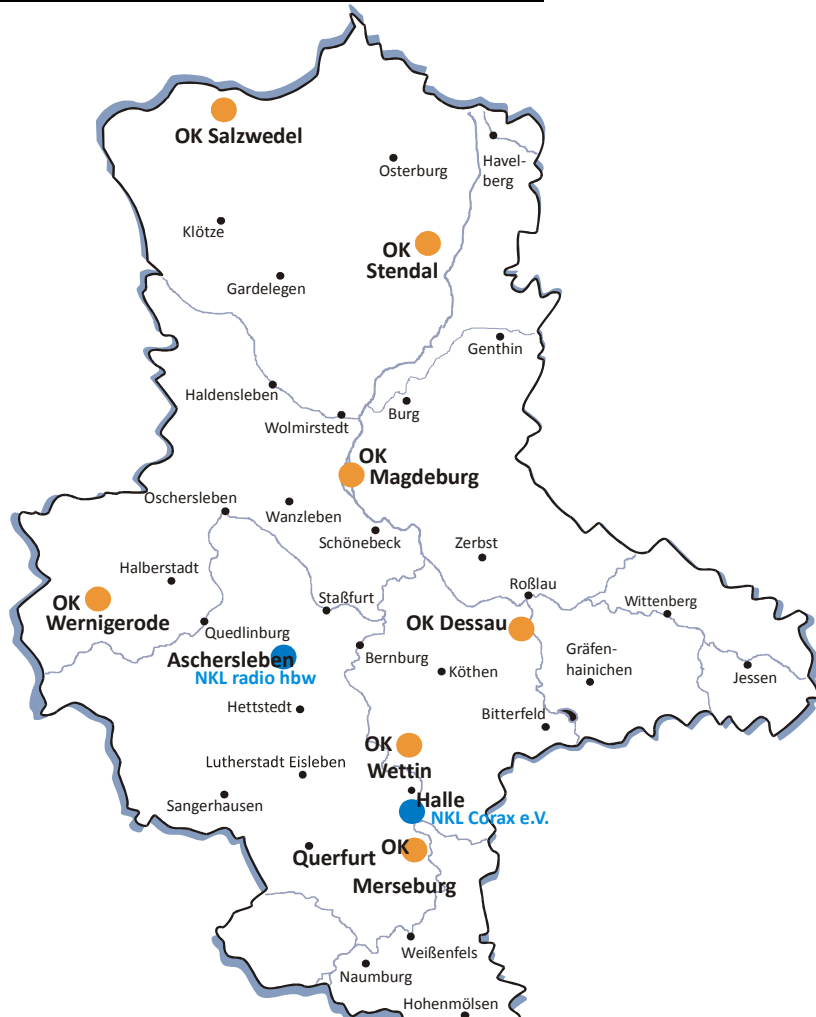 OK Salzwedel
Osterburg
Havel-
berg
Klötze
OK
Stendal
Gardelegen
Genthin
Haldensleben
Burg
Wolmirstedt
OK
Magdeburg
Oschersleben
Wanzleben
Schönebeck
Zerbst
Halberstadt
Roßlau
OK
Wernigerode
Staßfurt
Wittenberg
Quedlinburg
OK Dessau
Aschersleben
NKL radio hbw
Bernburg
Gräfen-
hainichen
Köthen
Jessen
Hettstedt
Bitterfeld
OK
Wettin
Lutherstadt Eisleben
Sangerhausen
Halle
NKL Corax e.V.
Querfurt
OK
Merseburg
Weißenfels
Naumburg
Hohenmölsen